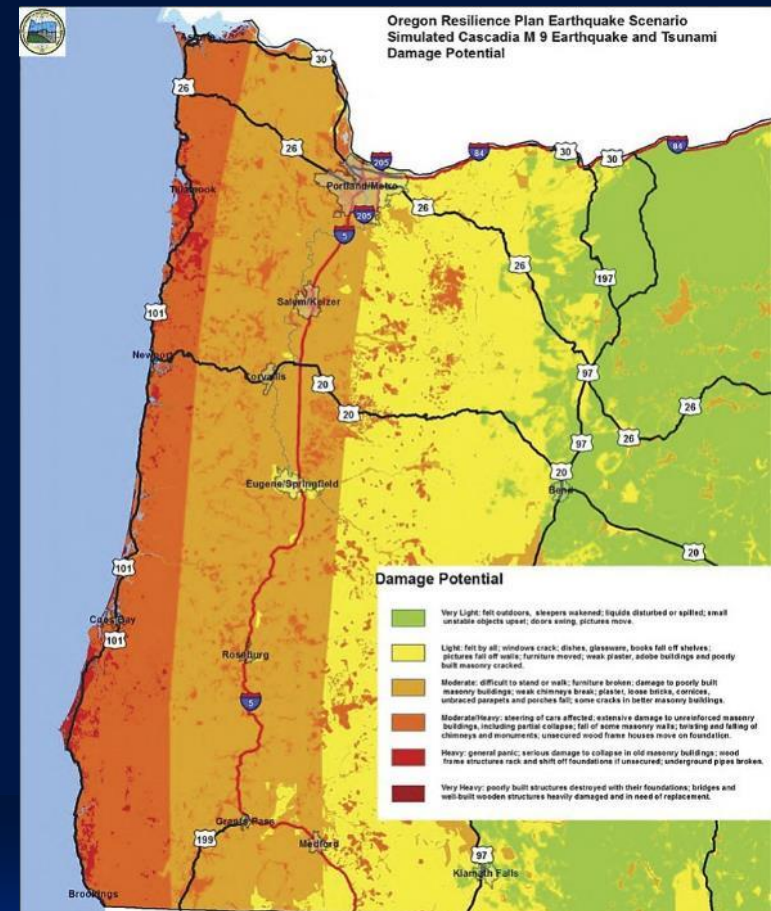 Oregon Resilience Plan Earthquake Scenario
Simulated Cascadia M 9 Earthquake and Tsunami
Damage Potential
30
26
26
205
84
30
30
84
Portland/Metro
Tillamook
205
26
5
26
197
Salem/Keizer
101
Newport
97
Corvallis
20
20
26
97
26
20
Eugene/Springfield
Bend
20
101
Damage Potential
Very Light: felt outdoors, sleepers wakened; liquids disturbed or spilled; small
unstable objects upset; doors swing, pictures move.
Coos Bay
101
Light: felt by all; windows crack; dishes, glassware, books fall off shelves;
pictures fall off walls; furniture moved; weak plaster, adobe buildings and poorly
built masonry cracked.
Roseburg
Moderate: difficult to stand or walk; furniture broken; damage to poorly built
masonry buildings; weak chimneys break; plaster, loose bricks, cornices,
unbraced parapets and porches fall; some cracks in better masonry buildings.
5
Moderate/Heavy: steering of cars affected; extensive damage to unreinforced masonry
buildings, including partial collapse; fall of some masonry walls; twisting and falling of
chimneys and monuments; unsecured wood frame houses move on foundation.
Heavy: general panic; serious damage to collapse in old masonry buildings; wood
frame structures rack and shift off foundations if unsecured; underground pipes broken.
Very Heavy: poorly built structures destroyed with their foundations; bridges and
well-built wooden structures heavily damaged and in need of replacement.
Grants Pass
199
Medford
97
Klamath Falls
Brookings